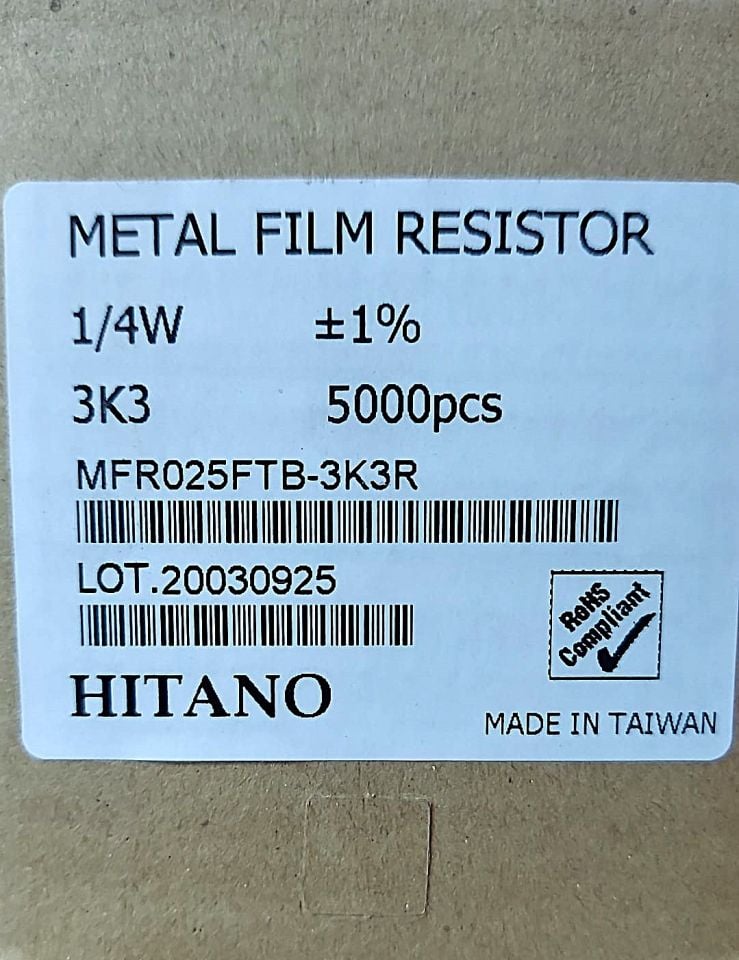 METAL FILM RESISTOR
1/4W ±1%
3K3 5000pcs
MFR025FTB-3K3R
LOT.20030925
RoHS
Compliant
HITANO
MADE IN TAIWAN